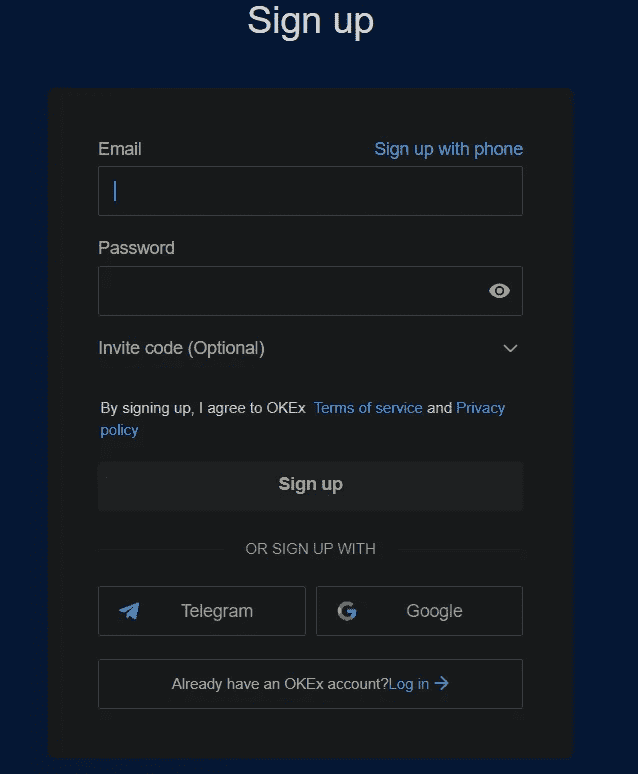 Sign up
Email
Sign up with phone
Password
Invite code (Optional)
By signing up, I agree to OKEx Terms of service and Privacy
policy
Sign up
OR SIGN UP WITH
Telegram
Google
Already have an OKEx account?Log in →